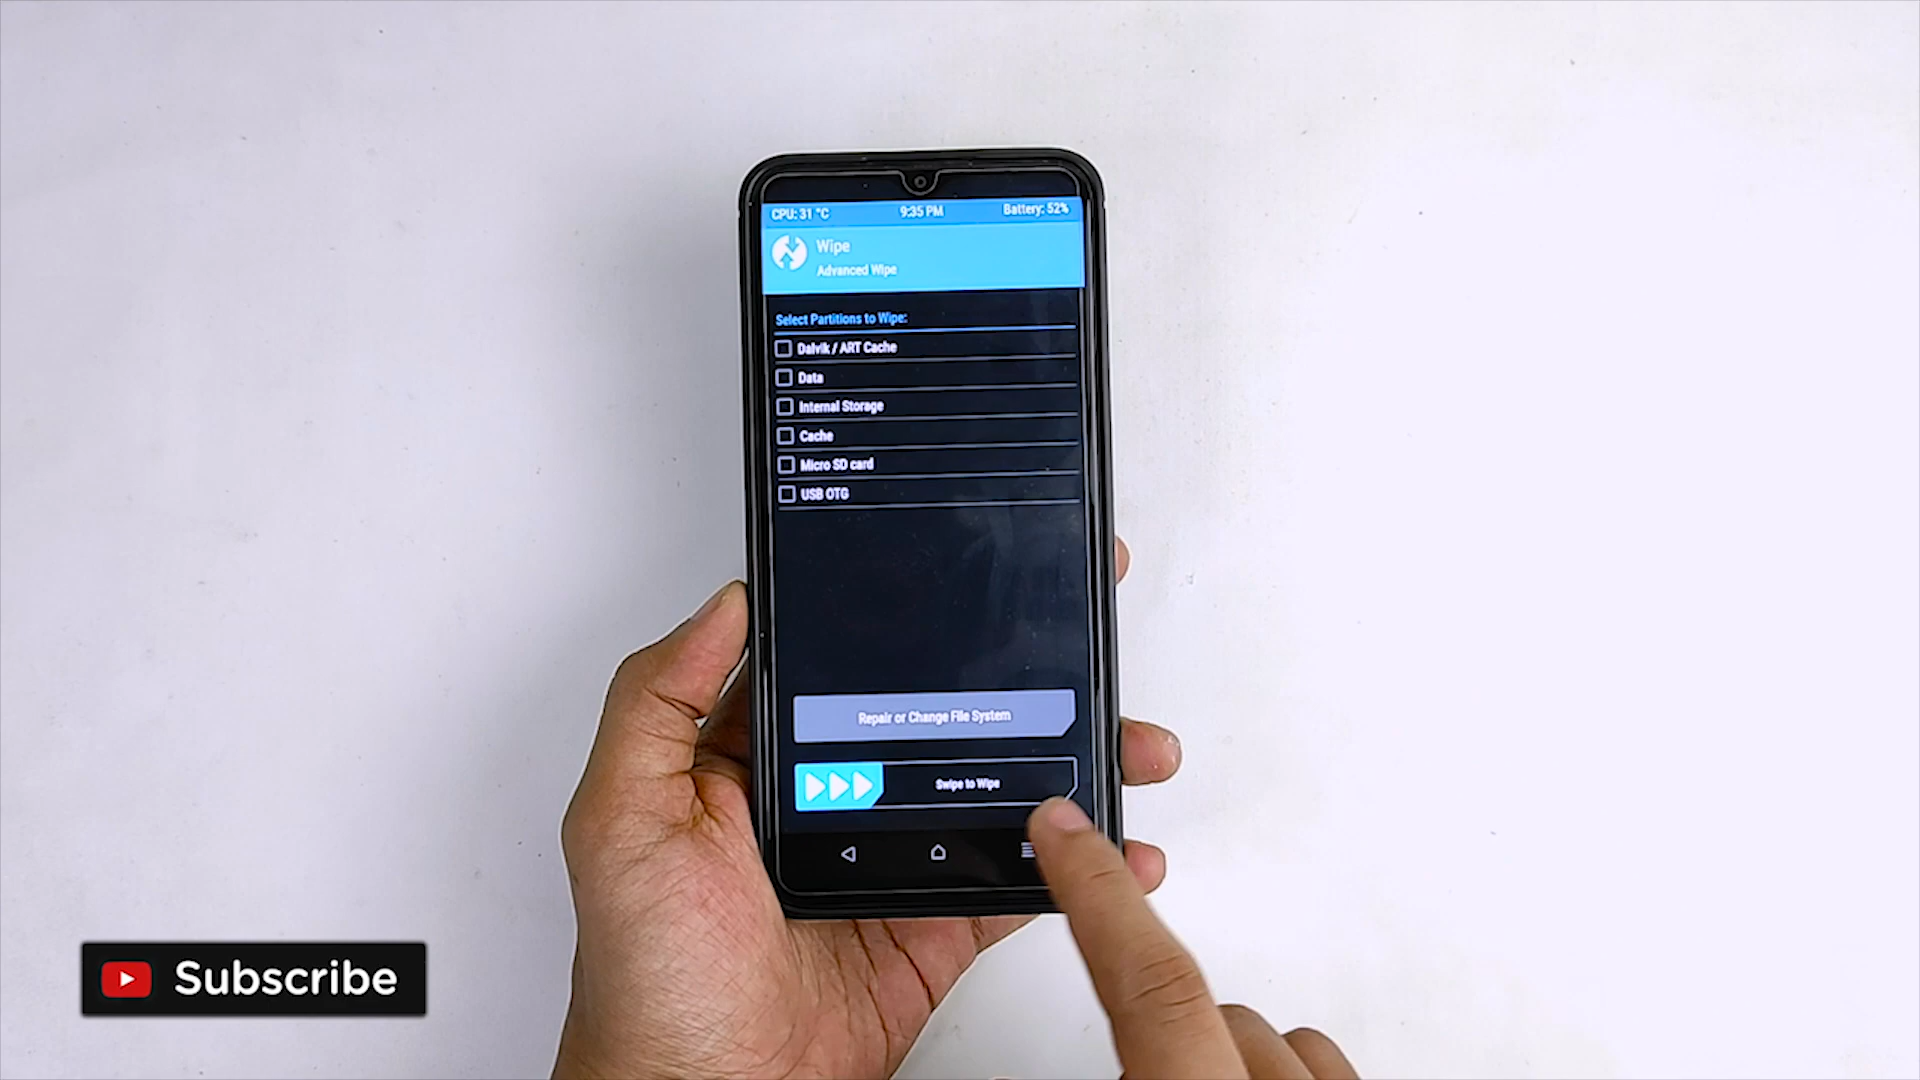 CPU: 31 °C 9:35 PM Battery: 52%
Wipe
Advanced Wipe
Select Partitions to Wipe:
Dalvik / ART Cache
Data
Internal Storage
Cache
Micro SD card
USB OTG
Repair or Change File System
Swipe to Wipe
Subscribe